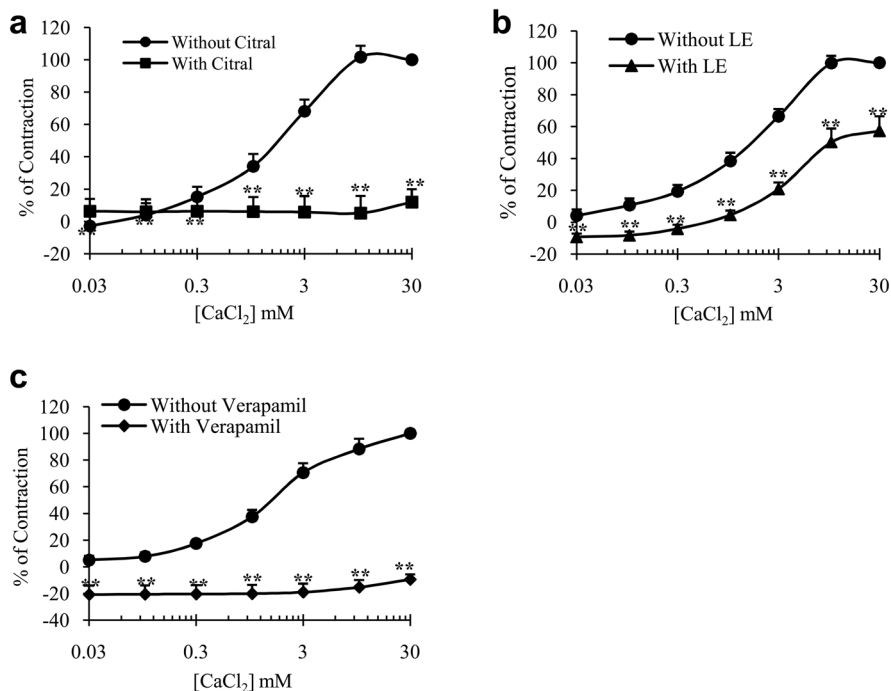 a
Without Citral
With Citral
% of Contraction
120
100
80
60
40
20
0
-20
** ** ** ** ** ** **
0.03 0.3 3 30
[CaCl₂] mM
b
Without LE
With LE
% of Contraction
120
100
80
60
40
20
0
-20
** ** ** ** ** ** **
0.03 0.3 3 30
[CaCl₂] mM
c
Without Verapamil
With Verapamil
% of Contraction
120
100
80
60
40
20
0
-20
-40
** ** ** ** ** ** **
0.03 0.3 3 30
[CaCl₂] mM